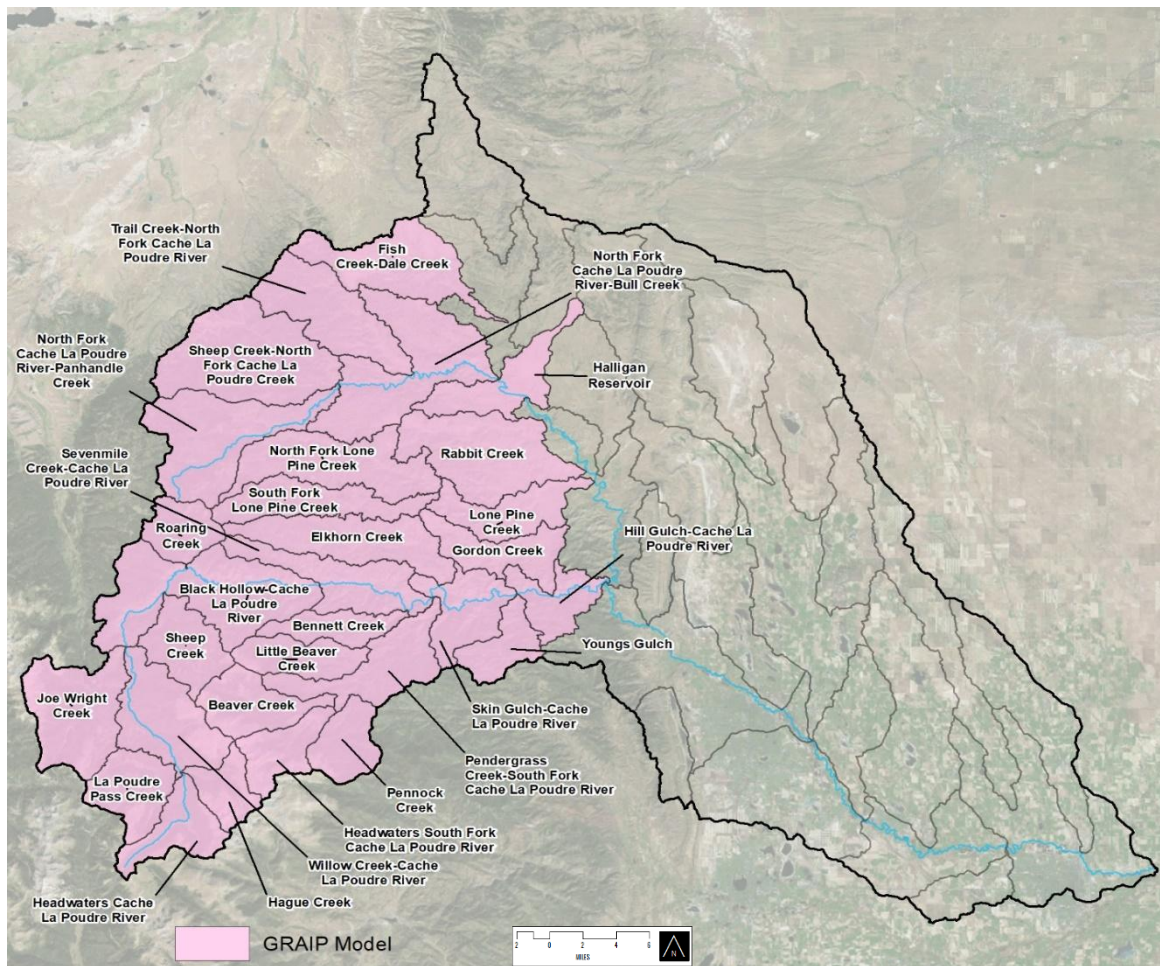 Trail Creek-North
Fork Cache La
Poudre River
Fish
Creek-Dale Creek
North Fork
Cache La Poudre
River-Bull Creek
North Fork
Cache La Poudre
River-Panhandle
Creek
Sheep Creek-North
Fork Cache La
Poudre Creek
Halligan
Reservoir
Sevenmile
Creek-Cache La
Poudre River
North Fork Lone
Pine Creek
Rabbit Creek
South Fork
Lone Pine Creek
Lone Pine
Creek
Roaring
Creek
Elkhorn Creek
Gordon Creek
Hill Gulch-Cache La
Poudre River
Black Hollow-Cache
La Poudre
River
Bennett Creek
Sheep
Creek
Little Beaver
Creek
Youngs Gulch
Joe Wright
Creek
Beaver Creek
Skin Gulch-Cache
La Poudre River
Pendergrass
Creek-South Fork
Cache La Poudre River
La Poudre
Pass Creek
Pennock
Creek
Headwaters South Fork
Cache La Poudre River
Willow Creek-Cache
La Poudre River
Headwaters Cache
La Poudre River
Hague Creek
GRAIP Model
2 0 2 4 6
MILES
N